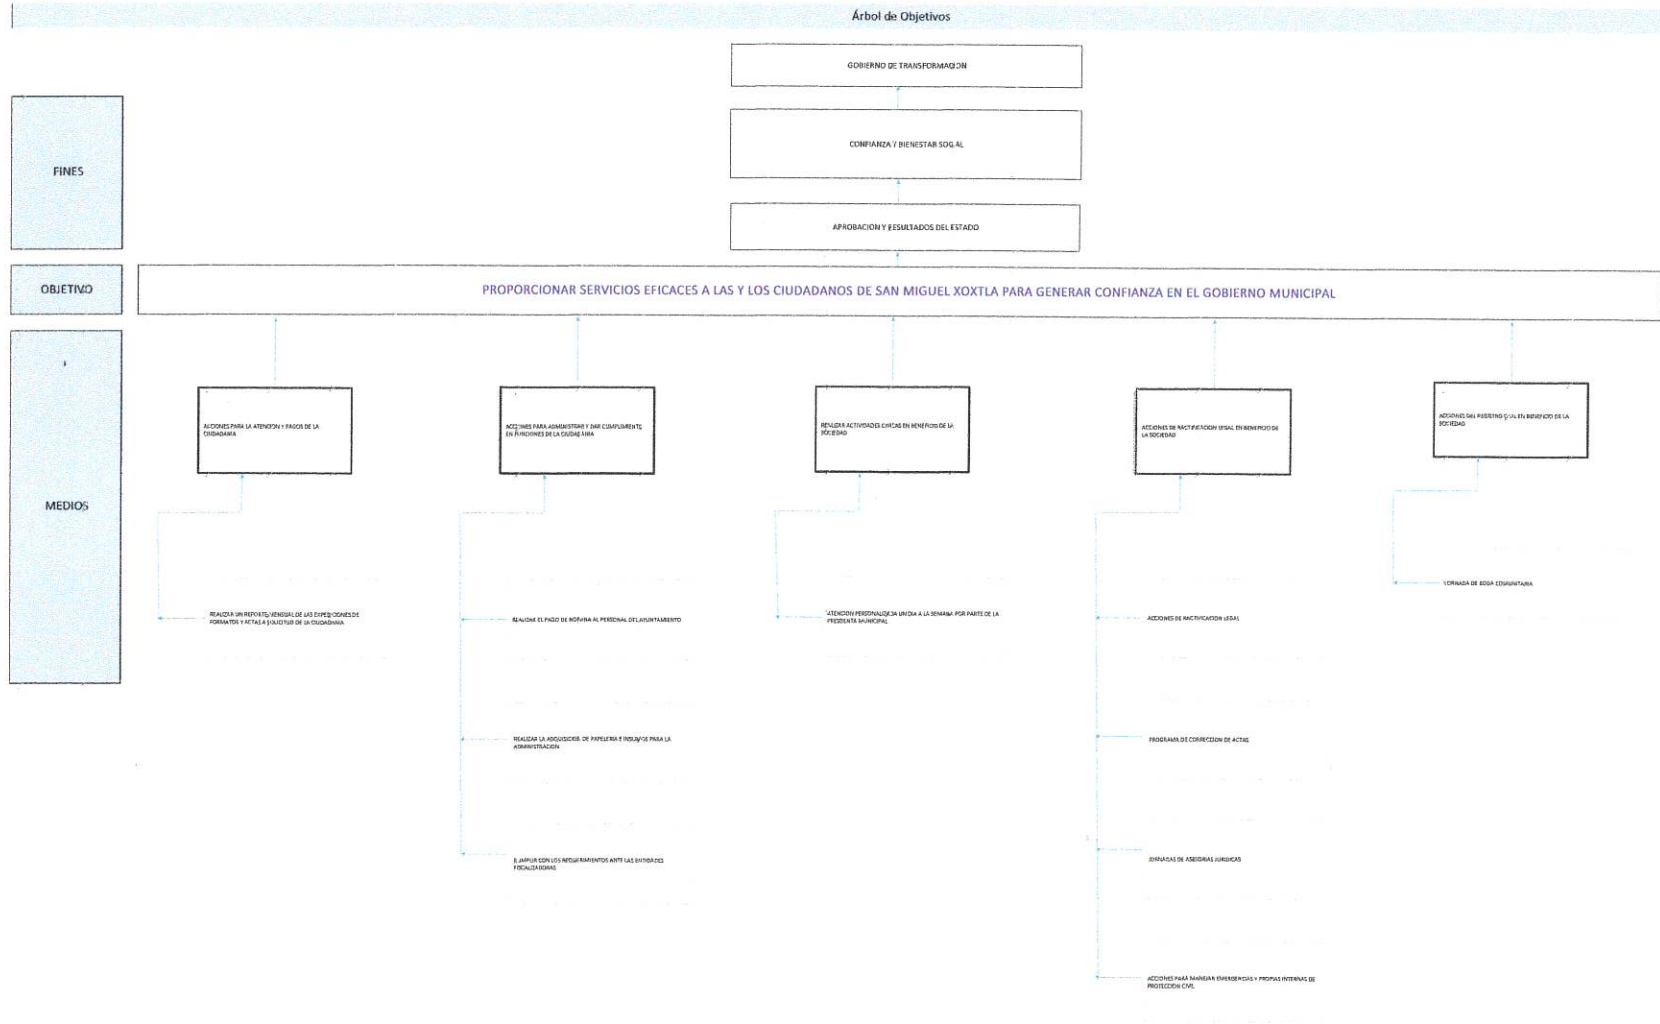 Árbol de Objetivos
GOBIERNO DE TRANSFORMACION
FINES
CONFIANZA Y BIENESTAR SOCIAL
APROBACION Y RESULTADOS DEL ESTADO
OBJETIVO
PROPORCIONAR SERVICIOS EFICACES A LAS Y LOS CIUDADANOS DE SAN MIGUEL XOXTLA PARA GENERAR CONFIANZA EN EL GOBIERNO MUNICIPAL
MEDIOS
ACCIONES PARA LA ATENCION Y PAGOS DE LA
CIUDADANIA
ACCIONES PARA ADMINISTRAR Y DAR CUMPLIMIENTO
EN FUNCIONES DE LA CIUDADANIA
REALIZAR ACTIVIDADES CIVICAS EN BENEFICIO DE LA
SOCIEDAD
ACCIONES DE RACTIFICACION LEGAL EN BENEFICIO DE
LA SOCIEDAD
ACCIONES DEL REGISTRO CIVIL EN BENEFICIO DE LA
SOCIEDAD
REALIZAR UN REPORTE MENSUAL DE LAS EXPEDICIONES DE
FORMATOS Y ACTAS A SOLICITUD DE LA CIUDADANIA
REALIZAR EL PAGO DE NOMINA AL PERSONAL DEL AYUNTAMIENTO
REALIZAR LA ADQUISICION DE PAPELERIA E INSUMOS PARA LA
ADMINISTRACION
CUMPLIR CON LOS REQUERIMIENTOS ANTE LAS ENTIDADES
FISCALIZADORAS
ATENCION PERSONALIZADA UN DIA A LA SEMANA POR PARTE DE LA
PRESIDENTA MUNICIPAL
ACCIONES DE RACTIFICACION LEGAL
PROGRAMA DE CORRECCION DE ACTAS
JORNADAS DE ASESORIAS JURIDICAS
ACCIONES PARA MANEJAR EMERGENCIAS Y PROPIAS INTERNAS DE
PROTECCION CIVIL
JORNADA DE BODA COMUNITARIA